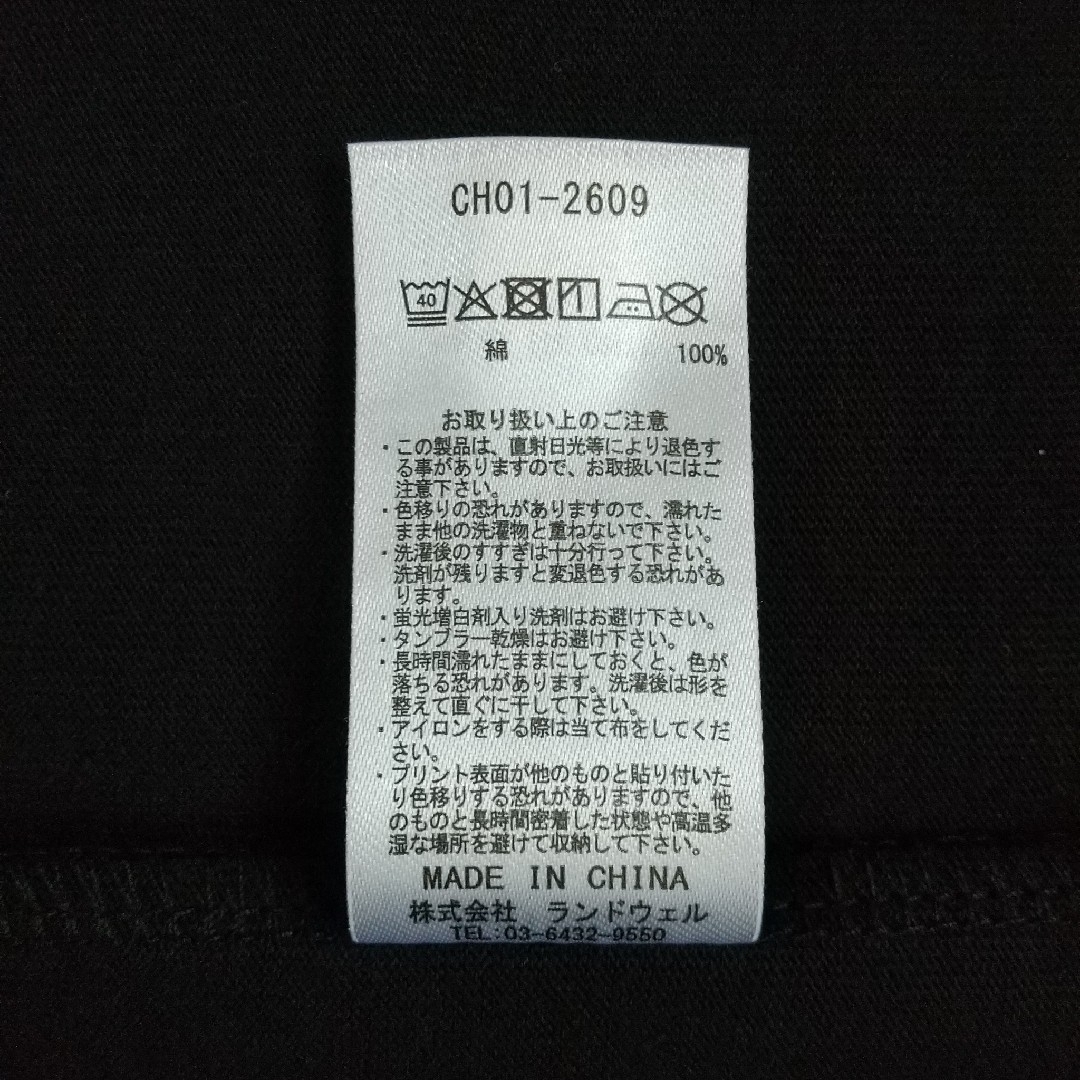 CH01-2609
40
綿 100%
お取り扱い上のご注意
・この製品は、直射日光等により退色す
る事がありますので、お取扱いにはご
注意下さい。
・色移りの恐れがありますので、濡れた
まま他の洗濯物と重ねないで下さい。
・洗濯後のすすぎは十分行って下さい。
洗剤が残りますと変退色する恐れがあ
ります。
・蛍光増白剤入り洗剤はお避け下さい。
・タンブラー乾燥はお避け下さい。
・長時間濡れたままにしておくと、色が
落ちる恐れがあります。洗濯後は形を
整えて直ぐに干して下さい。
・アイロンをする際は当て布をしてくだ
さい。
・プリント表面が他のものと貼り付いた
り色移りする恐れがありますので、他
のものと長時間密着した状態や高温多
湿な場所を避けて収納して下さい。
MADE IN CHINA
株式会社 ランドウェル
TEL:03-6432-9550